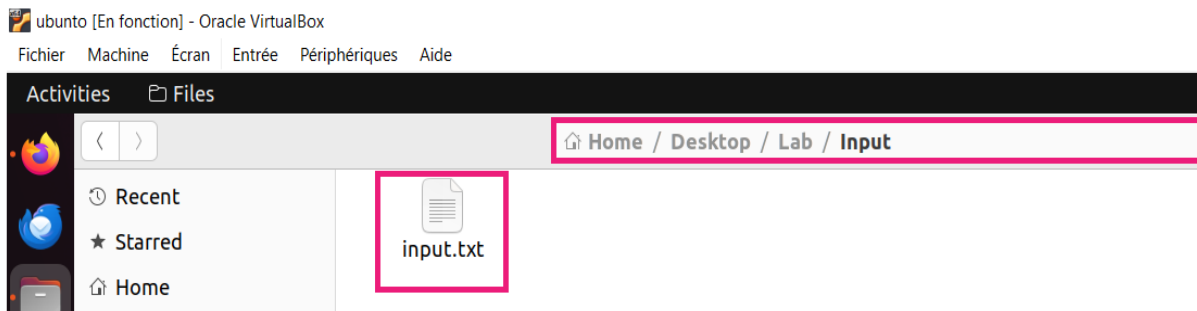 ubunto [En fonction] - Oracle VirtualBox
Fichier Machine Écran Entrée Périphériques Aide
Activities Files
Home / Desktop / Lab / Input
Recent
Starred
Home
input.txt